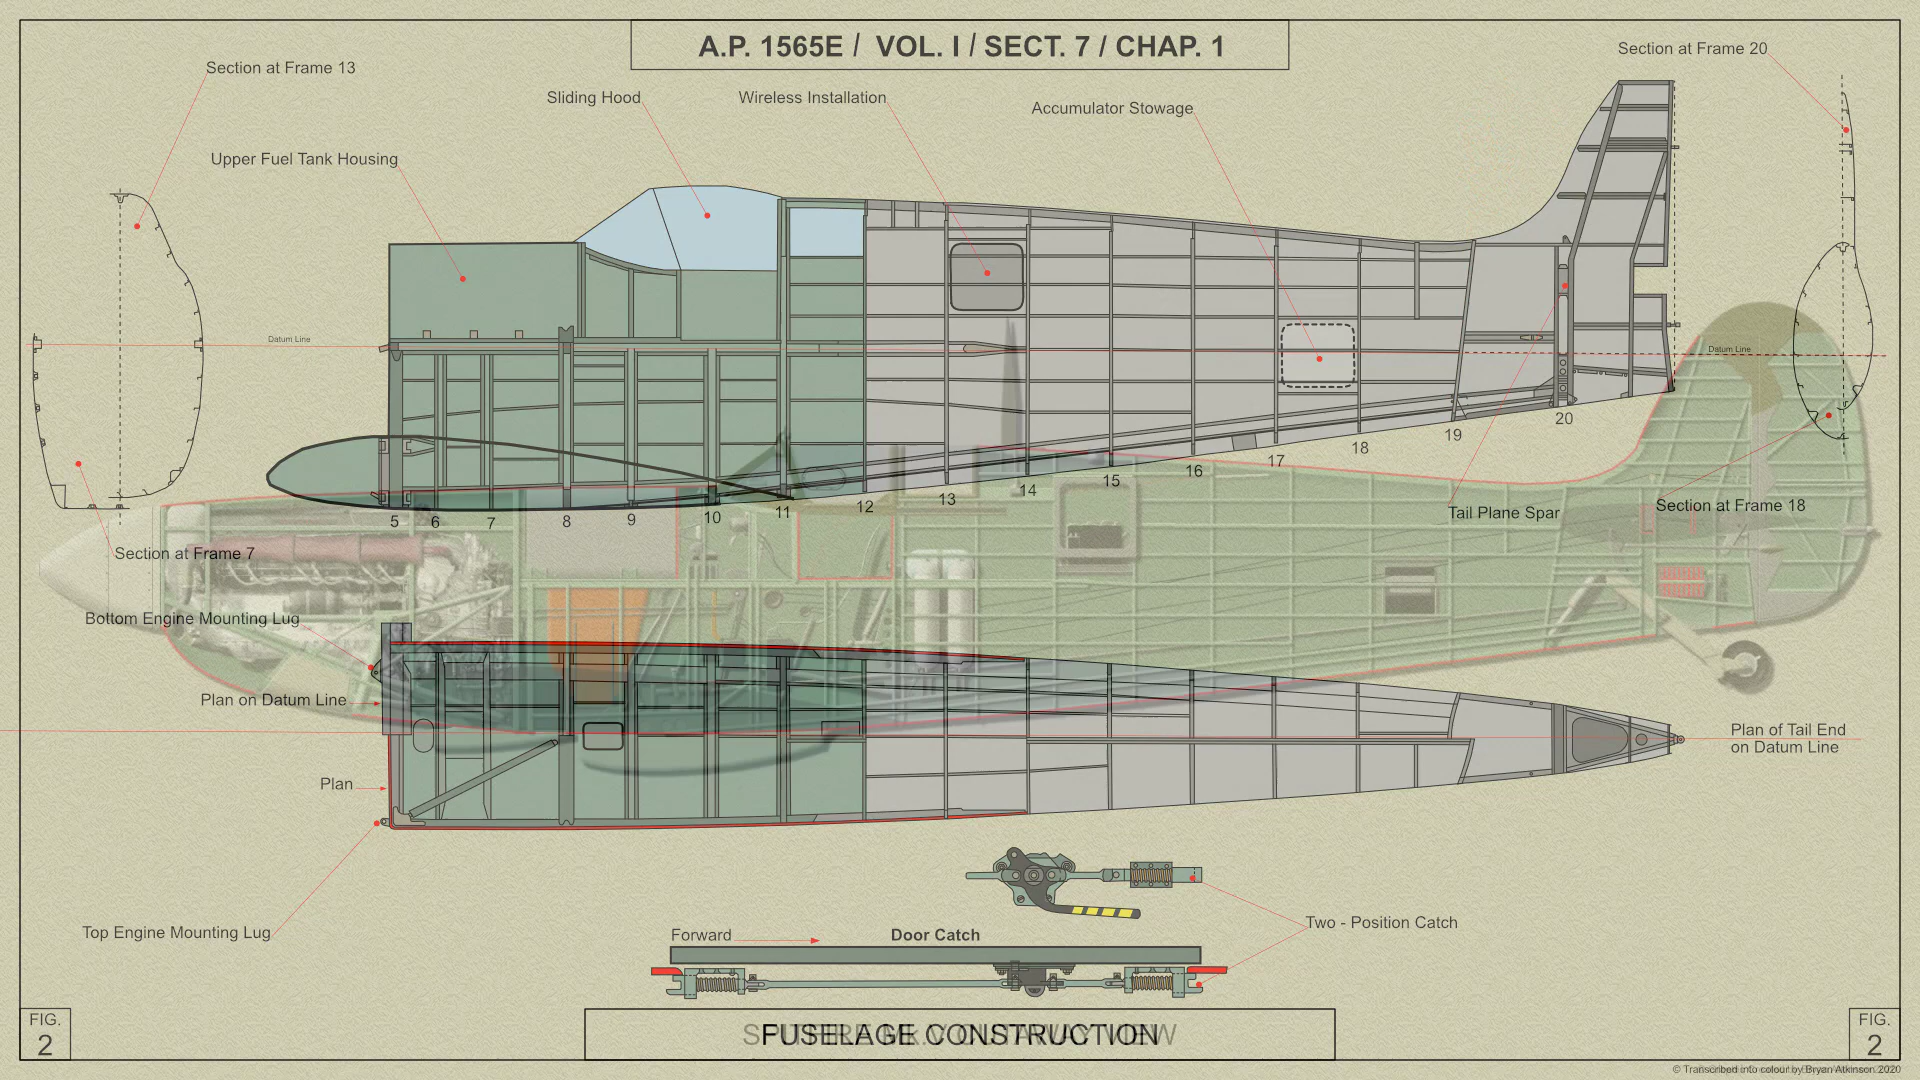 A.P. 1565E / VOL. I / SECT. 7 / CHAP. 1
Section at Frame 13
Sliding Hood
Wireless Installation
Accumulator Stowage
Section at Frame 20
Upper Fuel Tank Housing
Datum Line
Datum Line
5
6
7
8
9
10
11
12
13
14
15
16
17
18
19
20
Tail Plane Spar
Section at Frame 18
Section at Frame 7
Bottom Engine Mounting Lug
Plan on Datum Line
Plan of Tail End
on Datum Line
Plan
Top Engine Mounting Lug
Two - Position Catch
Forward
Door Catch
FIG.
2
FUSELAGE CONSTRUCTION
SPITFIRE Mk.V CUTAWAY VIEW
FIG.
2
© Transcribed into colour by Bryan Atkinson 2020